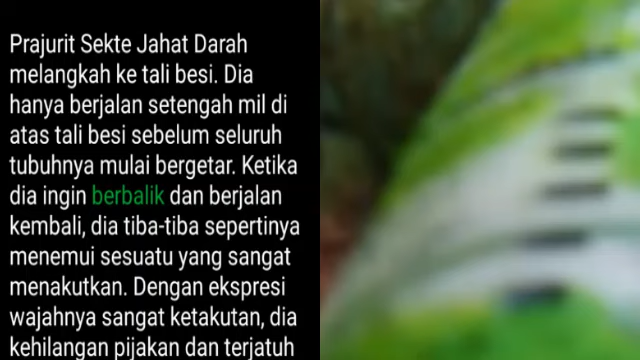 Prajurit Sekte Jahat Darah
melangkah ke tali besi. Dia
hanya berjalan setengah mil di
atas tali besi sebelum seluruh
tubuhnya mulai bergetar. Ketika
dia ingin berbalik dan berjalan
kembali, dia tiba-tiba sepertinya
menemui sesuatu yang sangat
menakutkan. Dengan ekspresi
wajahnya sangat ketakutan, dia
kehilangan pijakan dan terjatuh